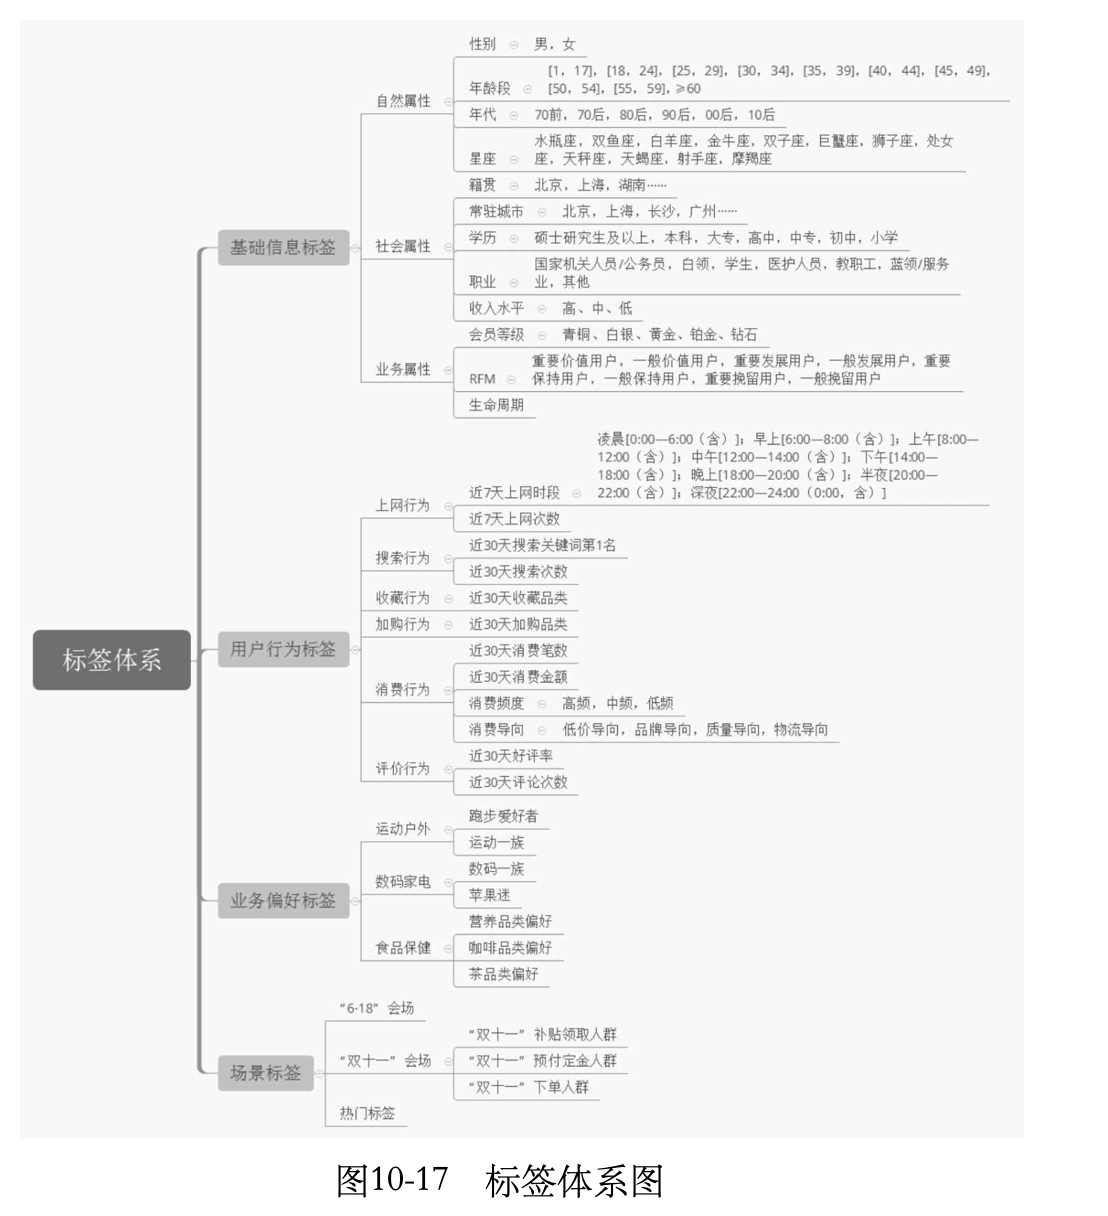 标签体系
基础信息标签
自然属性
性别
男，女
年龄段
[1，17]，[18，24]，[25，29]，[30，34]，[35，39]，[40，44]，[45，49]，
[50，54]，[55，59]，≥60
年代
70前，70后，80后，90后，00后，10后
星座
水瓶座，双鱼座，白羊座，金牛座，双子座，巨蟹座，狮子座，处女
座，天秤座，天蝎座，射手座，摩羯座
社会属性
籍贯
北京，上海，湖南……
常驻城市
北京，上海，长沙，广州……
学历
硕士研究生及以上，本科，大专，高中，中专，初中，小学
职业
国家机关人员/公务员，白领，学生，医护人员，教职工，蓝领/服务
业，其他
收入水平
高、中、低
业务属性
会员等级
青铜、白银、黄金、铂金、钻石
RFM
重要价值用户，一般价值用户，重要发展用户，一般发展用户，重要
保持用户，一般保持用户，重要挽留用户，一般挽留用户
生命周期
用户行为标签
上网行为
近7天上网时段
凌晨[0:00—6:00（含）]；早上[6:00—8:00（含）]；上午[8:00—
12:00（含）]；中午[12:00—14:00（含）]；下午[14:00—
18:00（含）]；晚上[18:00—20:00（含）]；半夜[20:00—
22:00（含）]；深夜[22:00—24:00（0:00，含）]
近7天上网次数
搜索行为
近30天搜索关键词第1名
近30天搜索次数
收藏行为
近30天收藏品类
加购行为
近30天加购品类
消费行为
近30天消费笔数
近30天消费金额
消费频度
高频，中频，低频
消费导向
低价导向，品牌导向，质量导向，物流导向
评价行为
近30天好评率
近30天评论次数
业务偏好标签
运动户外
跑步爱好者
运动一族
数码家电
数码一族
苹果迷
食品保健
营养品类偏好
咖啡品类偏好
茶品类偏好
场景标签
“6·18”会场
“双十一”会场
“双十一”补贴领取人群
“双十一”预付定金人群
“双十一”下单人群
热门标签
图10-17 标签体系图